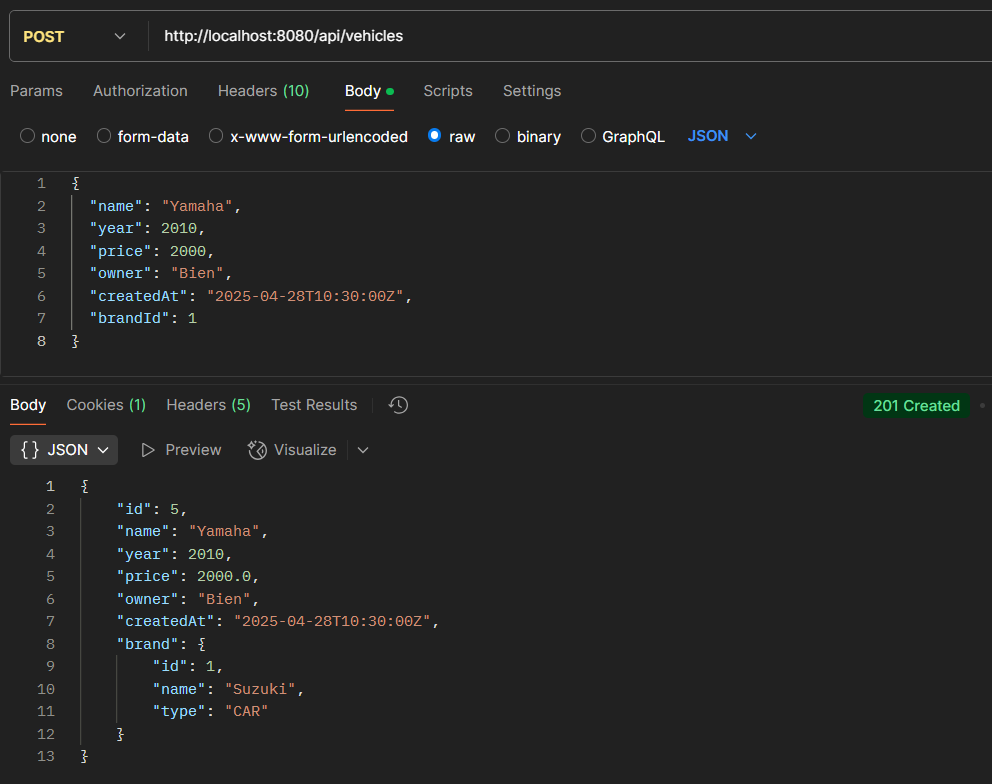 POST http://localhost:8080/api/vehicles
Params Authorization Headers (10) Body Scripts Settings
none form-data x-www-form-urlencoded raw binary GraphQL JSON
1 {
2 "name": "Yamaha",
3 "year": 2010,
4 "price": 2000,
5 "owner": "Bien",
6 "createdAt": "2025-04-28T10:30:00Z",
7 "brandId": 1
8 }
Body Cookies (1) Headers (5) Test Results 201 Created
{} JSON Preview Visualize
1 {
2 "id": 5,
3 "name": "Yamaha",
4 "year": 2010,
5 "price": 2000.0,
6 "owner": "Bien",
7 "createdAt": "2025-04-28T10:30:00Z",
8 "brand": {
9 "id": 1,
10 "name": "Suzuki",
11 "type": "CAR"
12 }
13 }